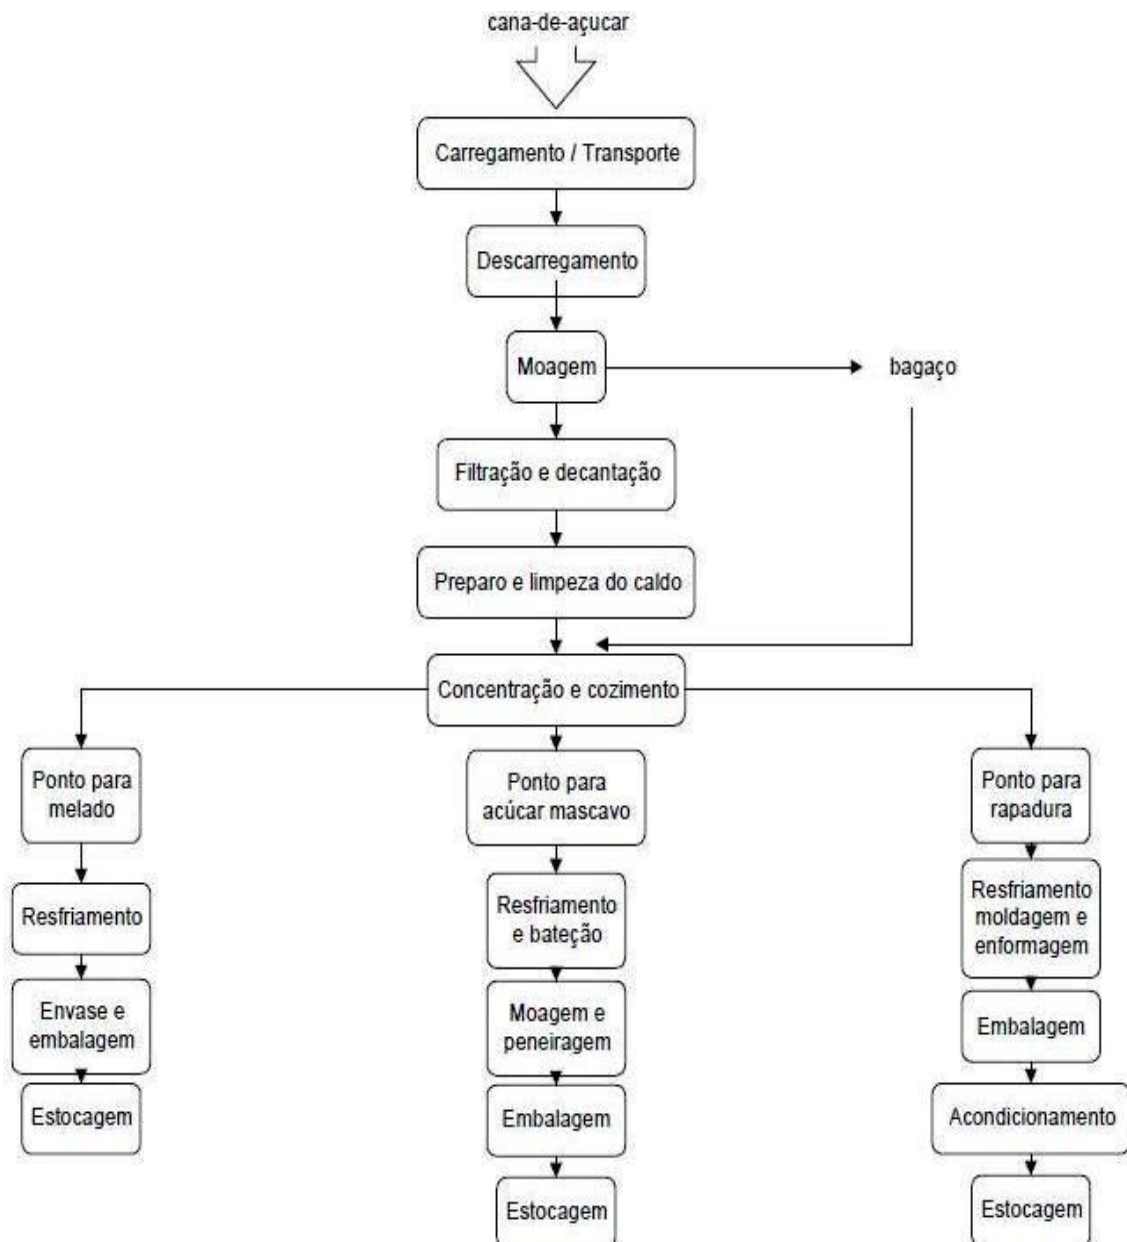 cana-de-açucar
Carregamento / Transporte
Descarregamento
Moagem
bagaço
Filtração e decantação
Preparo e limpeza do caldo
Concentração e cozimento
Ponto para
melado
Resfriamento
Envase e
embalagem
Estocagem
Ponto para
acúcar mascavo
Resfriamento
e bateção
Moagem e
peneiragem
Embalagem
Estocagem
Ponto para
rapadura
Resfriamento
moldagem e
enformagem
Embalagem
Acondicionamento
Estocagem